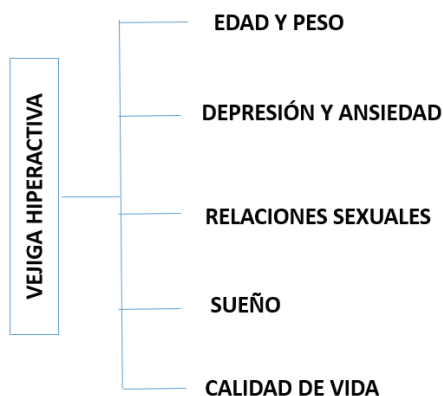 VEJIGA HIPERACTIVA
EDAD Y PESO
DEPRESIÓN Y ANSIEDAD
RELACIONES SEXUALES
SUEÑO
CALIDAD DE VIDA